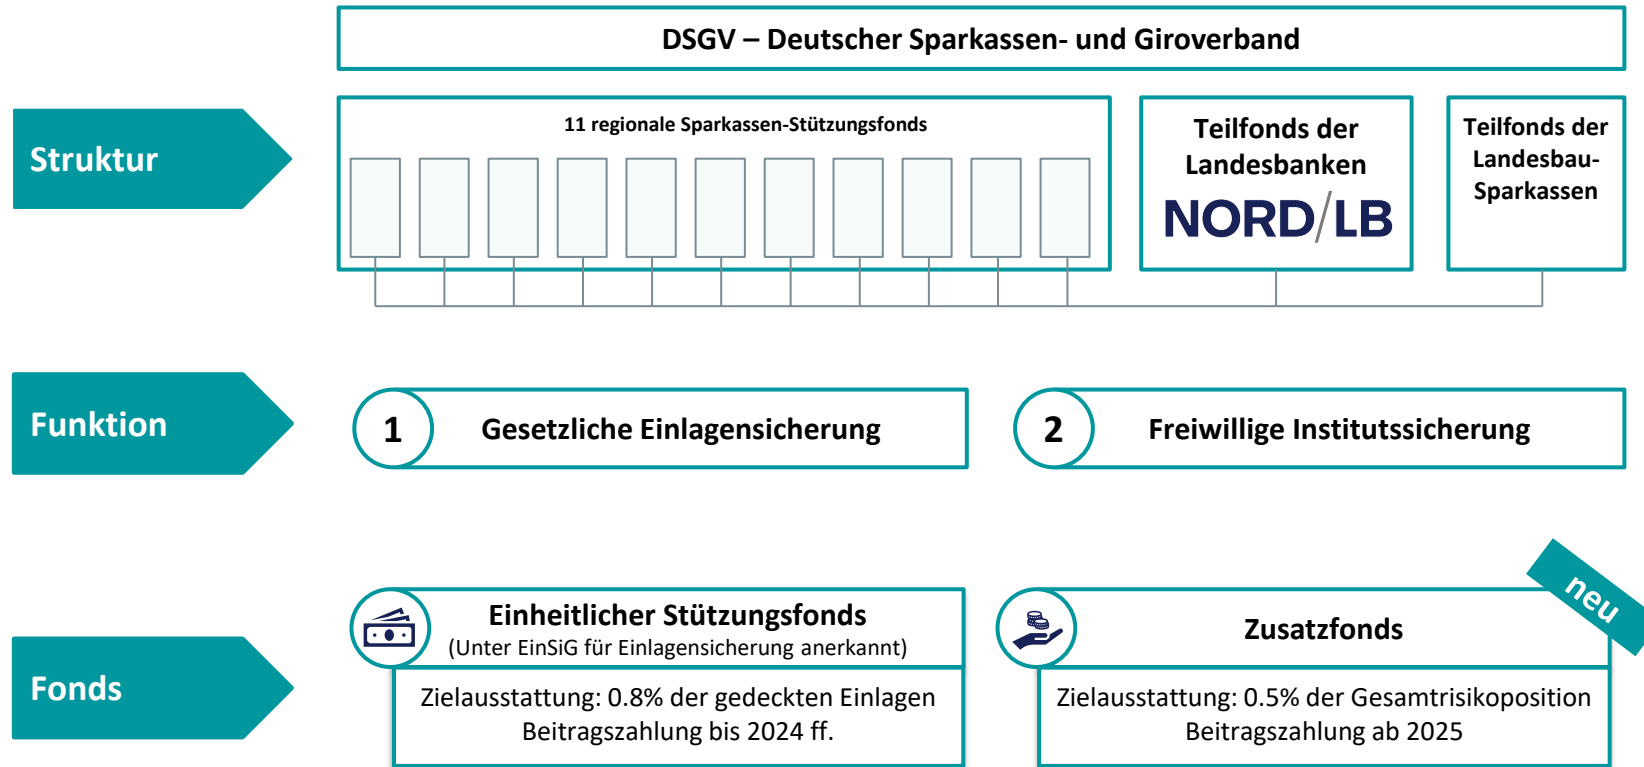 DSGV – Deutscher Sparkassen- und Giroverband
Struktur
11 regionale Sparkassen-Stützungsfonds
Teilfonds der
Landesbanken
NORD/LB
Teilfonds der
Landesbau-
Sparkassen
Funktion
1
Gesetzliche Einlagensicherung
2
Freiwillige Institutssicherung
Fonds
Einheitlicher Stützungsfonds
(Unter EinSiG für Einlagensicherung anerkannt)
Zielausstattung: 0.8% der gedeckten Einlagen
Beitragszahlung bis 2024 ff.
neu
Zusatzfonds
Zielausstattung: 0.5% der Gesamtrisikoposition
Beitragszahlung ab 2025